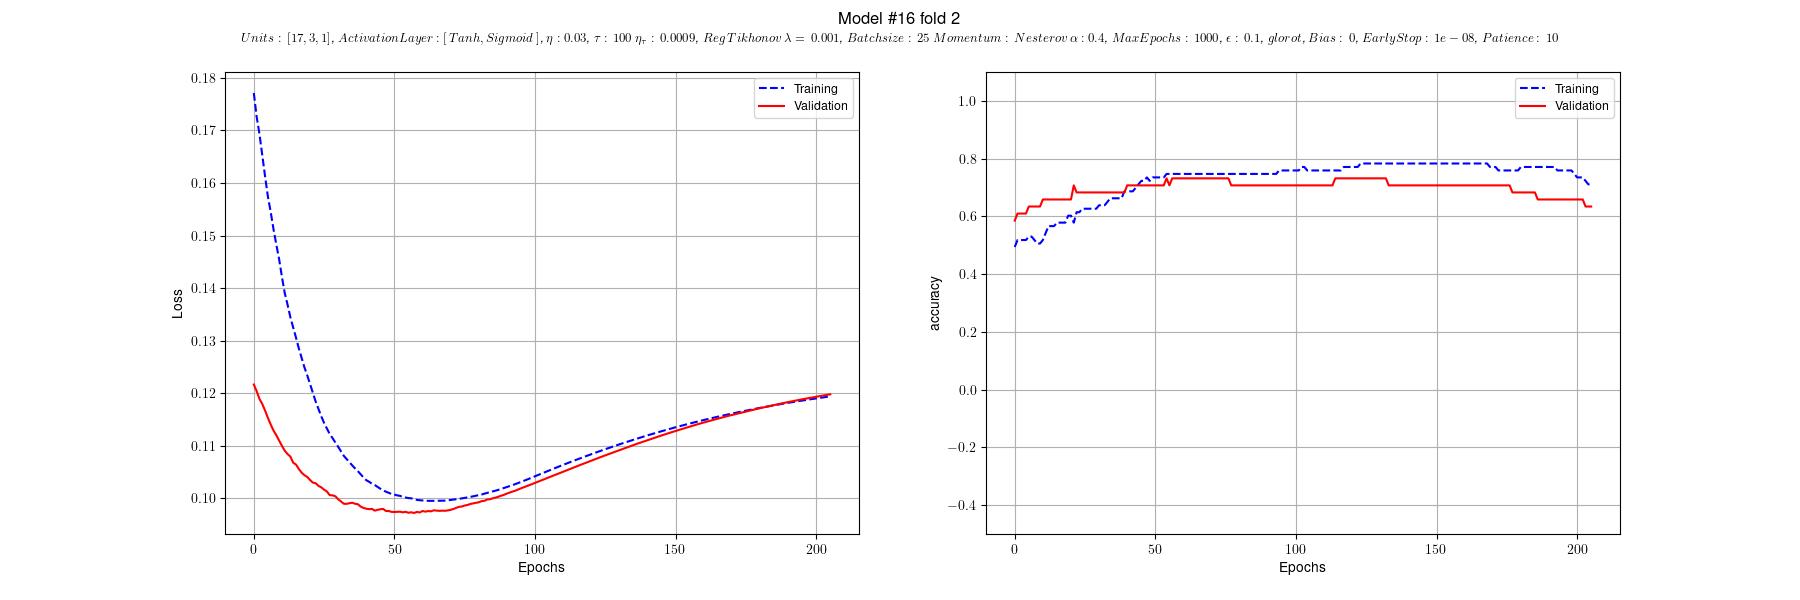 Model #16 fold 2
Units : [17, 3, 1], ActivationLayer : [ Tanh, Sigmoid ], η : 0.03, τ : 100 ητ : 0.0009, RegTikhonov λ = 0.001, Batchsize : 25 Momentum : Nesterov α : 0.4, MaxEpochs : 1000, ϵ : 0.1, glorot, Bias : 0, EarlyStop : 1e − 08, Patience : 10
0.18
0.17
0.16
0.15
0.14
0.13
0.12
0.11
0.10
Loss
0 50 100 150 200
Epochs
Training
Validation
1.0
0.8
0.6
0.4
0.2
0.0
−0.2
−0.4
accuracy
0 50 100 150 200
Epochs
Training
Validation